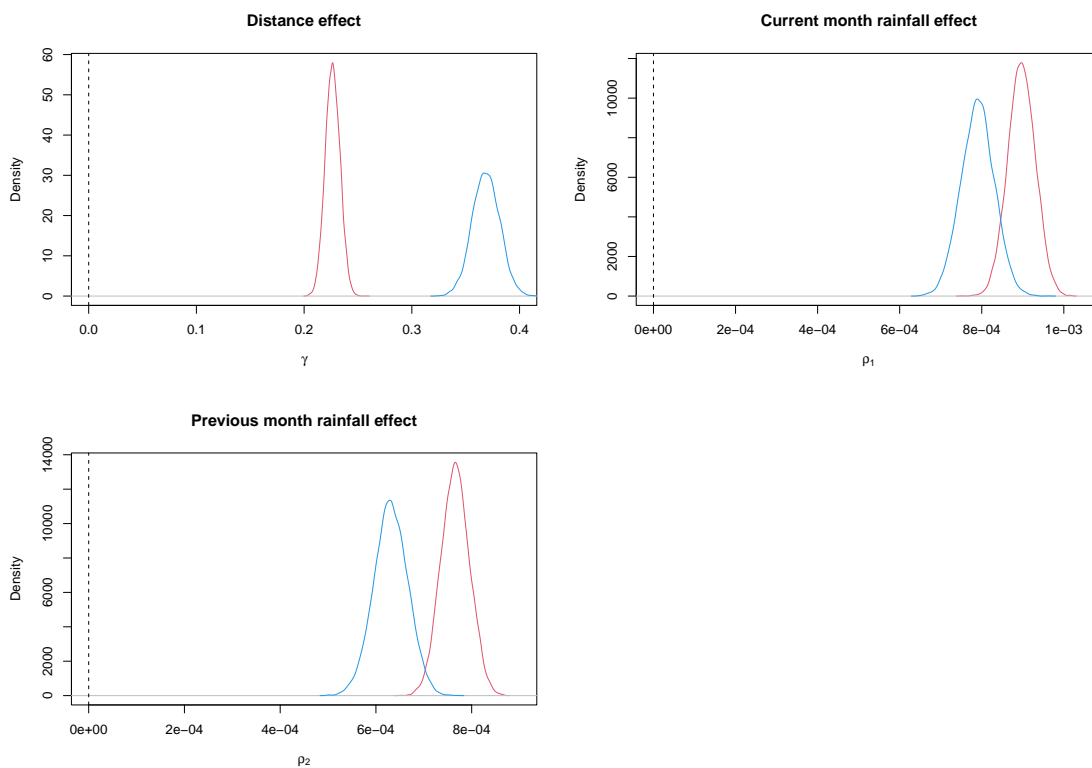 Distance effect
Density
0 10 20 30 40 50 60
0.0 0.1 0.2 0.3 0.4
γ
Current month rainfall effect
Density
0 2000 6000 10000
0e+00 2e−04 4e−04 6e−04 8e−04 1e−03
ρ1
Previous month rainfall effect
Density
0 2000 6000 10000 14000
0e+00 2e−04 4e−04 6e−04 8e−04
ρ2